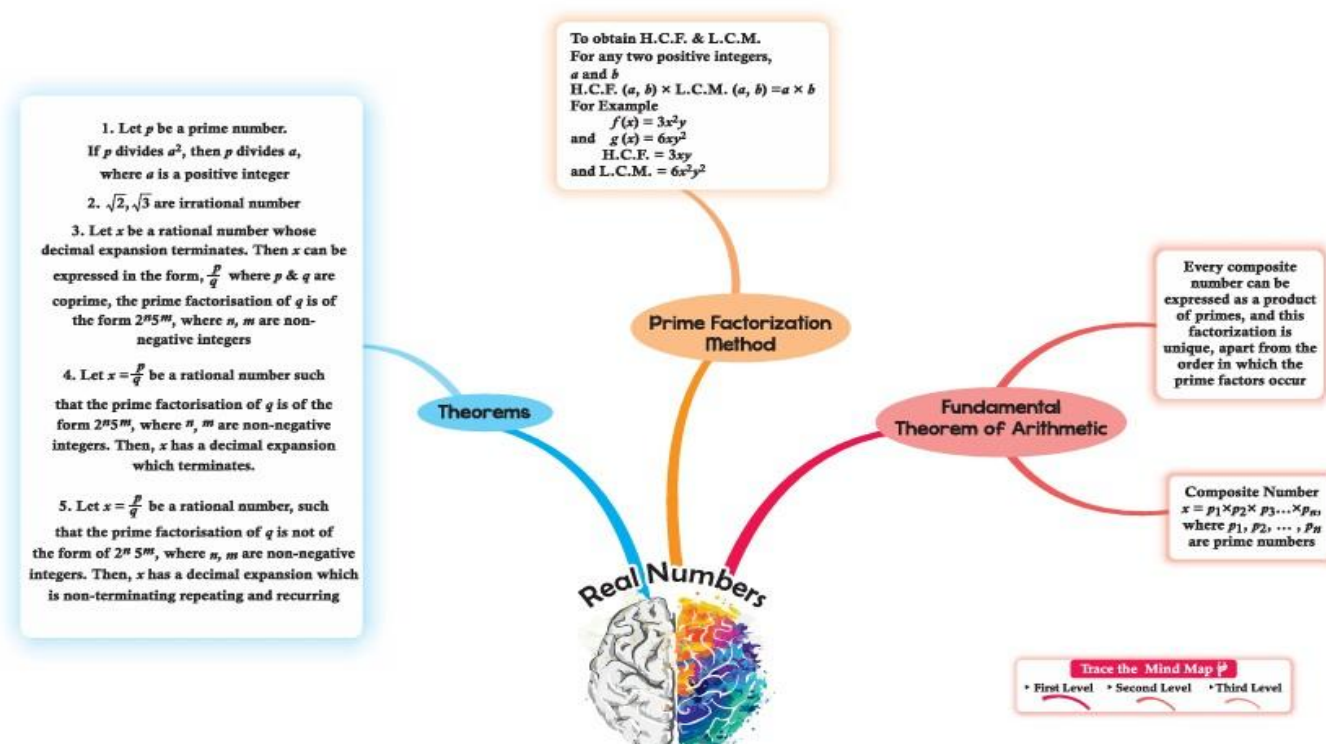 To obtain H.C.F. & L.C.M.
For any two positive integers,
a and b
H.C.F. (a, b) × L.C.M. (a, b) =a × b
For Example
f(x) = 3x²y
and g (x) = 6xy²
H.C.F. = 3xy
and L.C.M. = 6x²y²
1. Let p be a prime number.
If p divides a², then p divides a,
where a is a positive integer
2. √2, √3 are irrational number
3. Let x be a rational number whose
decimal expansion terminates. Then x can be
expressed in the form, p/q where p & q are
coprime, the prime factorisation of q is of
the form 2ⁿ5ᵐ, where n, m are non-
negative integers
4. Let x = p/q be a rational number such
that the prime factorisation of q is of the
form 2ⁿ5ᵐ, where n, m are non-negative
integers. Then, x has a decimal expansion
which terminates.
5. Let x = p/q be a rational number, such
that the prime factorisation of q is not of
the form of 2ⁿ 5ᵐ, where n, m are non-negative
integers. Then, x has a decimal expansion which
is non-terminating repeating and recurring
Theorems
Prime Factorization
Method
Fundamental
Theorem of Arithmetic
Every composite
number can be
expressed as a product
of primes, and this
factorization is
unique, apart from the
order in which the
prime factors occur
Composite Number
x = p₁×p₂× p₃...×pₙ,
where p₁, p₂, ... , pₙ
are prime numbers
Real Numbers
Trace the Mind Map
First Level
Second Level
Third Level